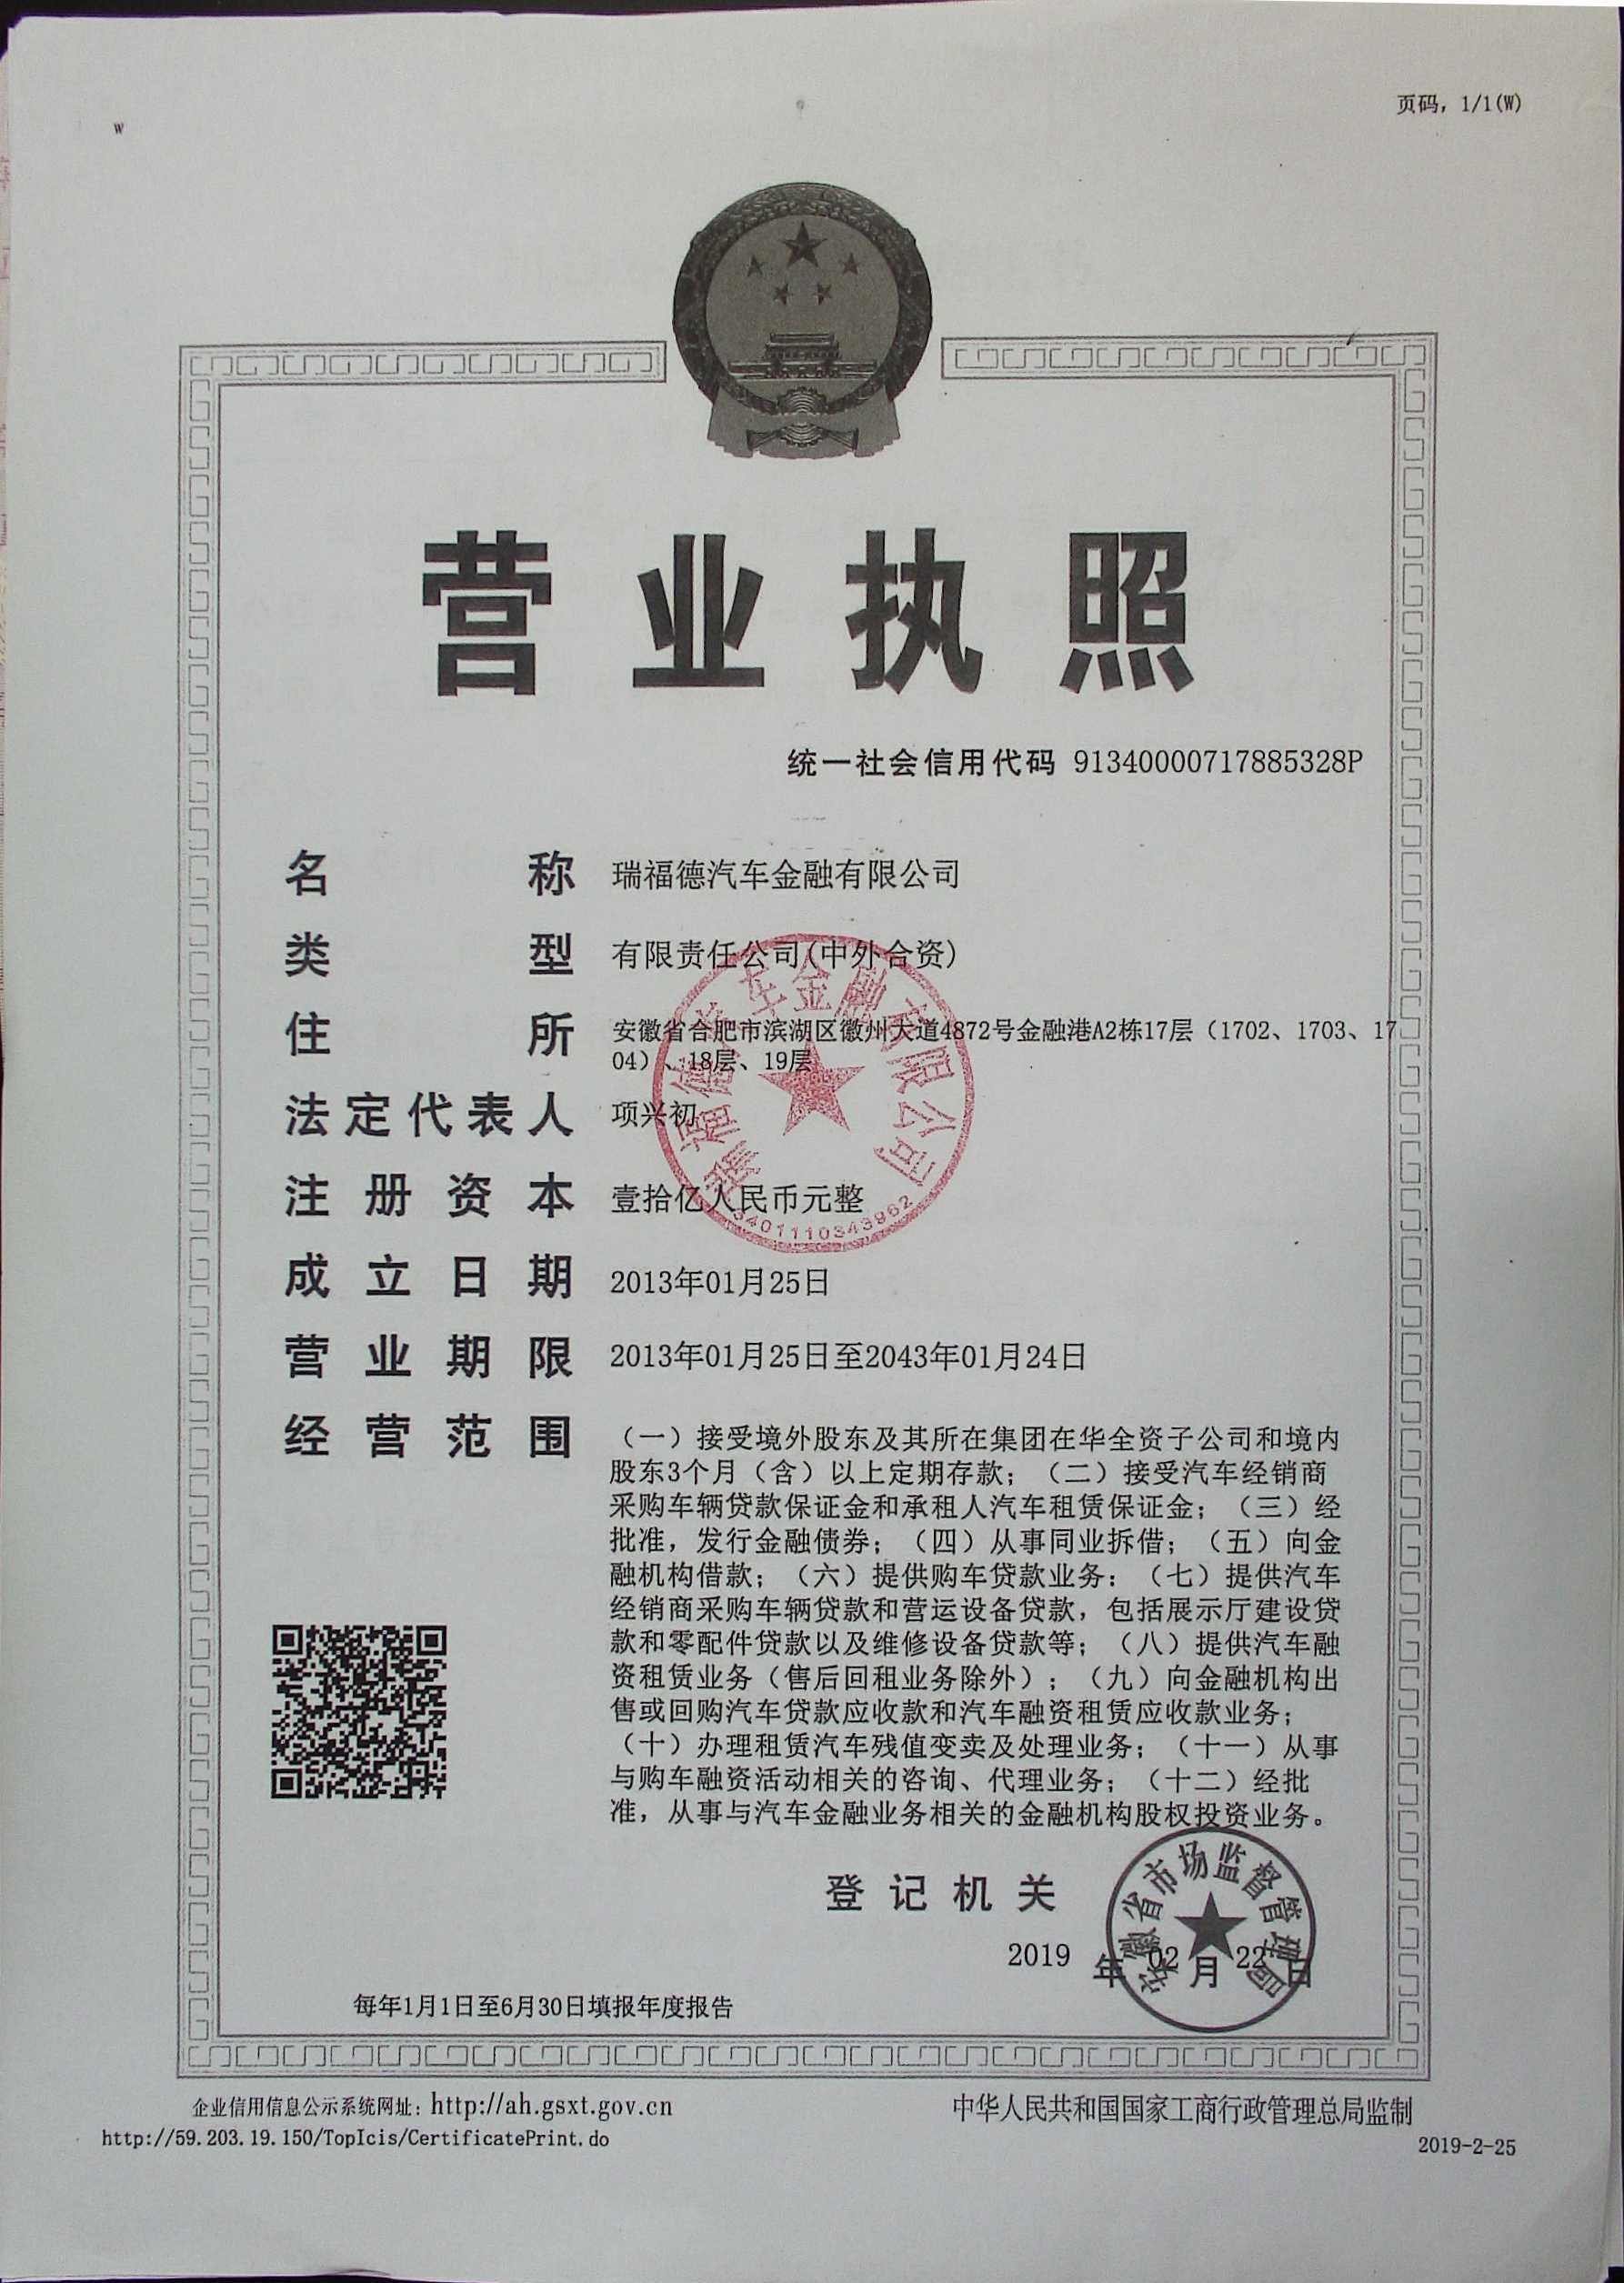 页码，1/1(W)
w
营业执照
统一社会信用代码 91340000717885328P
名称 瑞福德汽车金融有限公司
类型 有限责任公司(中外合资)
住所 安徽省合肥市滨湖区徽州大道4872号金融港A2栋17层（1702、1703、17
04）、18层、19层
法定代表人 项兴初
注册资本 壹拾亿人民币元整
成立日期 2013年01月25日
营业期限 2013年01月25日至2043年01月24日
经营范围 （一）接受境外股东及其所在集团在华全资子公司和境内
股东3个月（含）以上定期存款；（二）接受汽车经销商
采购车辆贷款保证金和承租人汽车租赁保证金；（三）经
批准，发行金融债券；（四）从事同业拆借；（五）向金
融机构借款；（六）提供购车贷款业务：（七）提供汽车
经销商采购车辆贷款和营运设备贷款，包括展示厅建设贷
款和零配件贷款以及维修设备贷款等；（八）提供汽车融
资租赁业务（售后回租业务除外）；（九）向金融机构出
售或回购汽车贷款应收款和汽车融资租赁应收款业务；
（十）办理租赁汽车残值变卖及处理业务；（十一）从事
与购车融资活动相关的咨询、代理业务；（十二）经批
准，从事与汽车金融业务相关的金融机构股权投资业务。
瑞福德汽车金融有限公司
3401110343962
登记机关
安徽省市场监督管理局
2019年02月22日
每年1月1日至6月30日填报年度报告
企业信用信息公示系统网址：http://ah.gsxt.gov.cn
中华人民共和国国家工商行政管理总局监制
http://59.203.19.150/TopIcis/CertificatePrint.do
2019-2-25